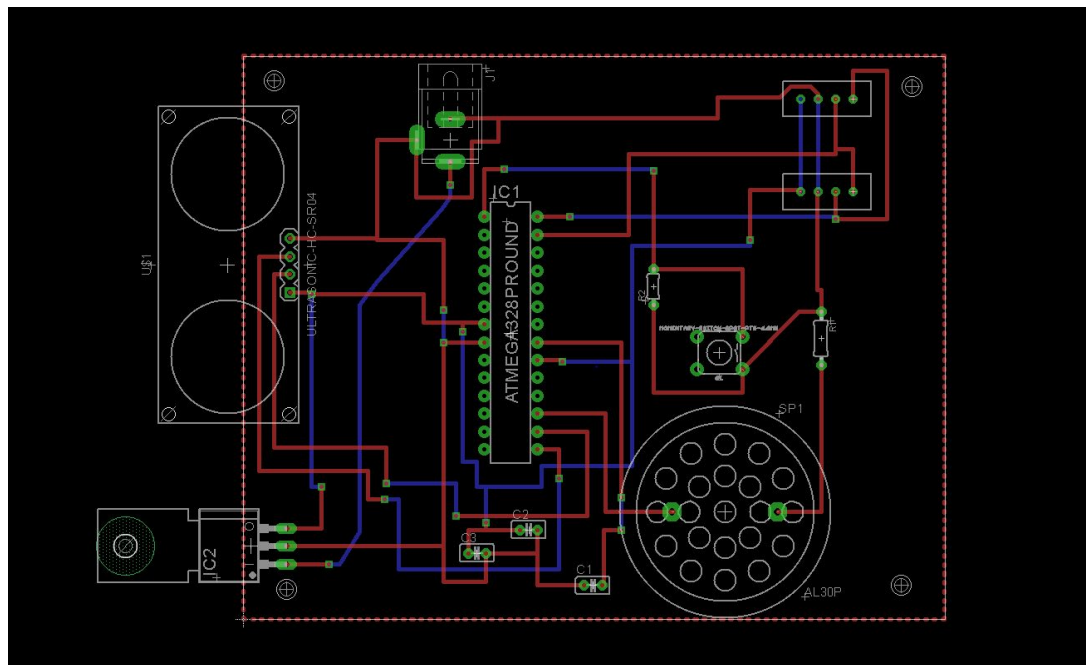 J1
IC1
U$1
ULTRASONIC-HC-SR04
ATMEGA328PROUND
R2
R1
SP1
IC2
C2
C3
C1
AL30P